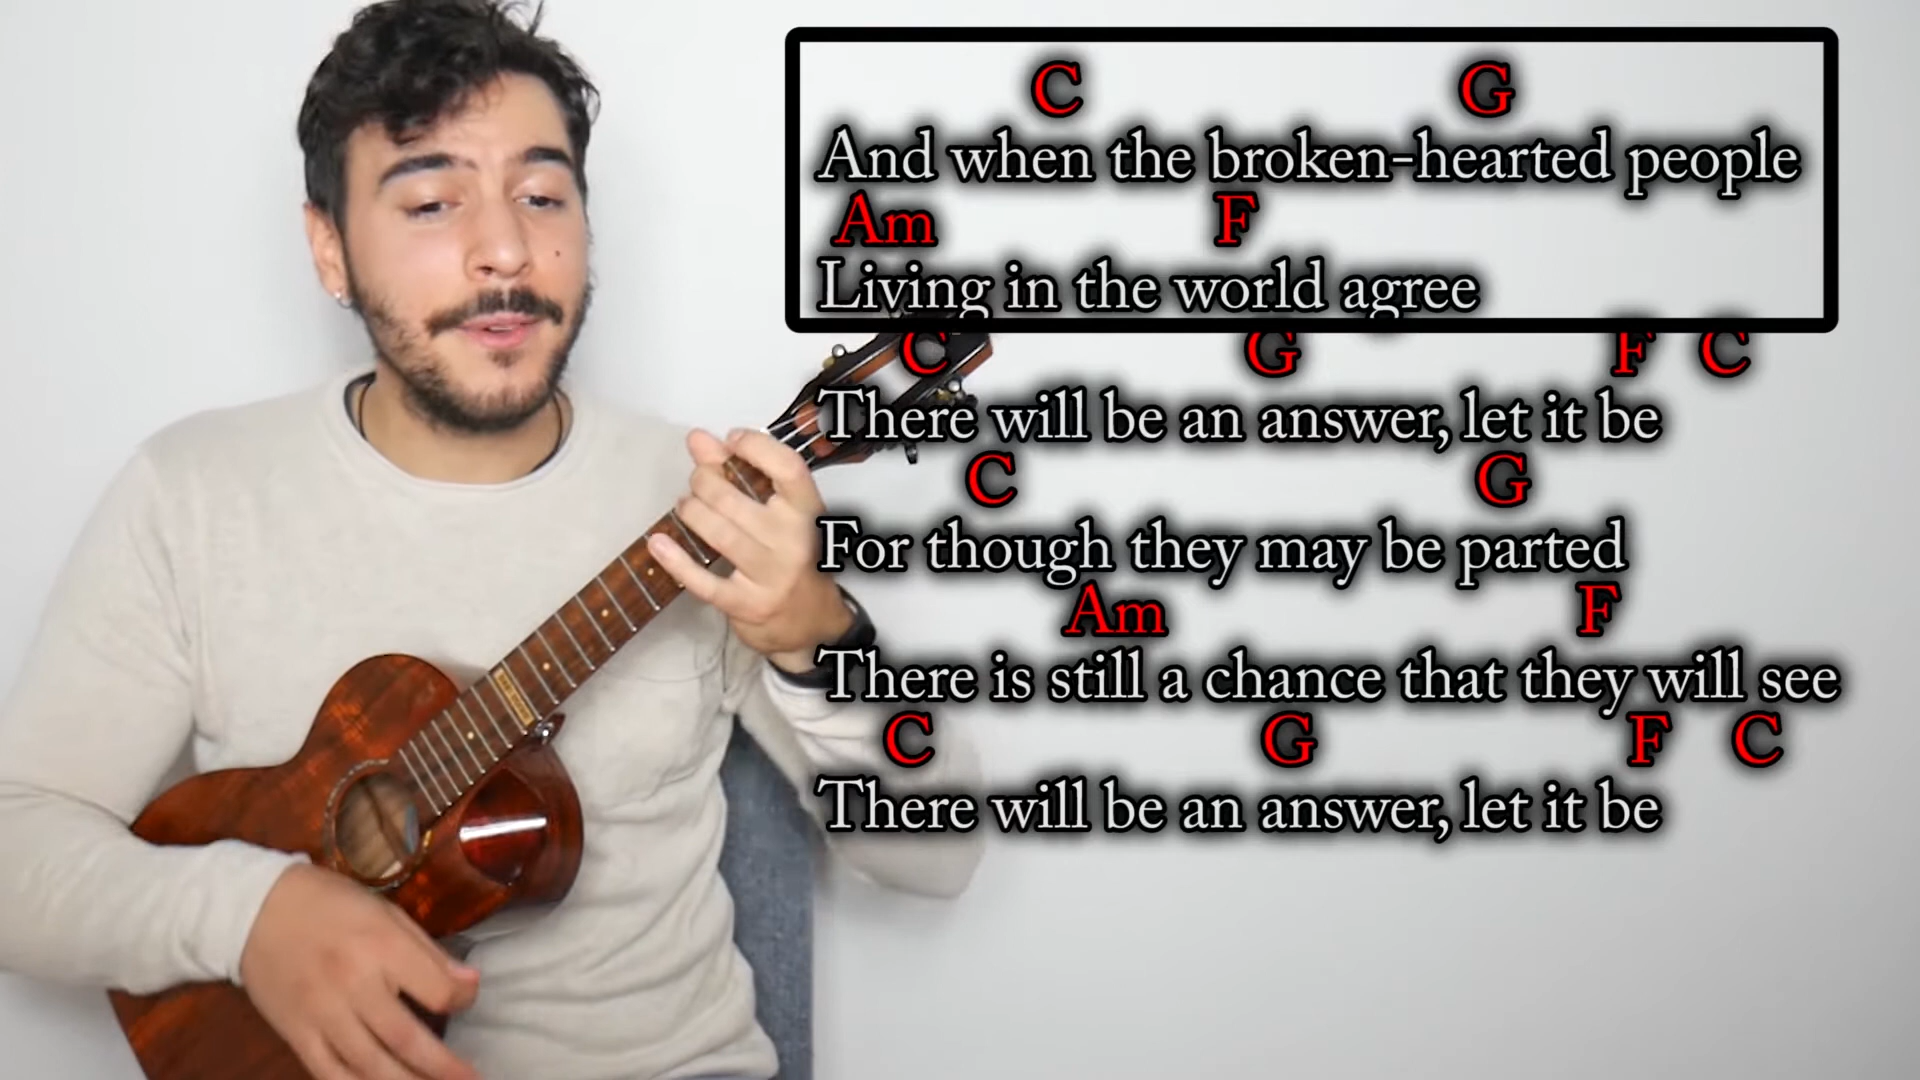 C G
And when the broken-hearted people
Am F
Living in the world agree
C G F C
There will be an answer, let it be
C G
For though they may be parted
Am F
There is still a chance that they will see
C G F C
There will be an answer, let it be